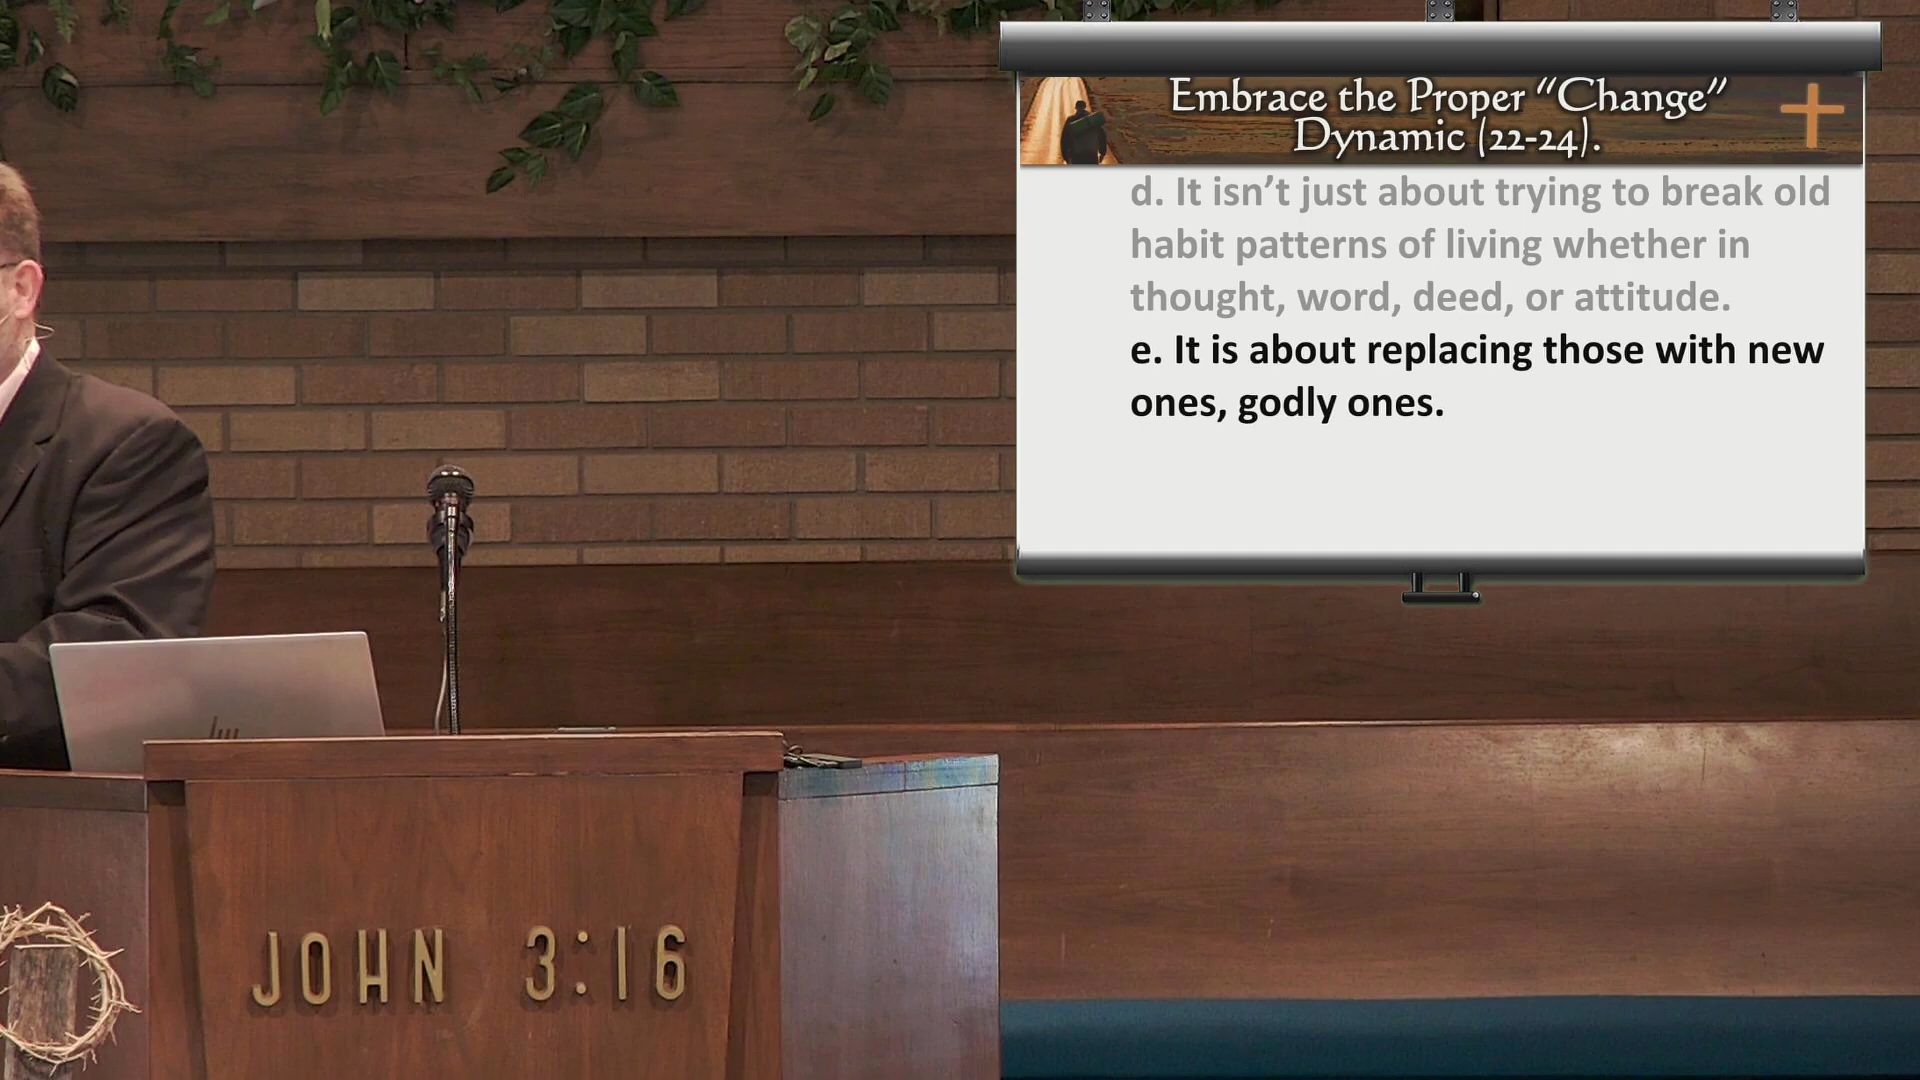 Embrace the Proper “Change”
Dynamic (22-24).
d. It isn’t just about trying to break old
habit patterns of living whether in
thought, word, deed, or attitude.
e. It is about replacing those with new
ones, godly ones.
JOHN 3:16